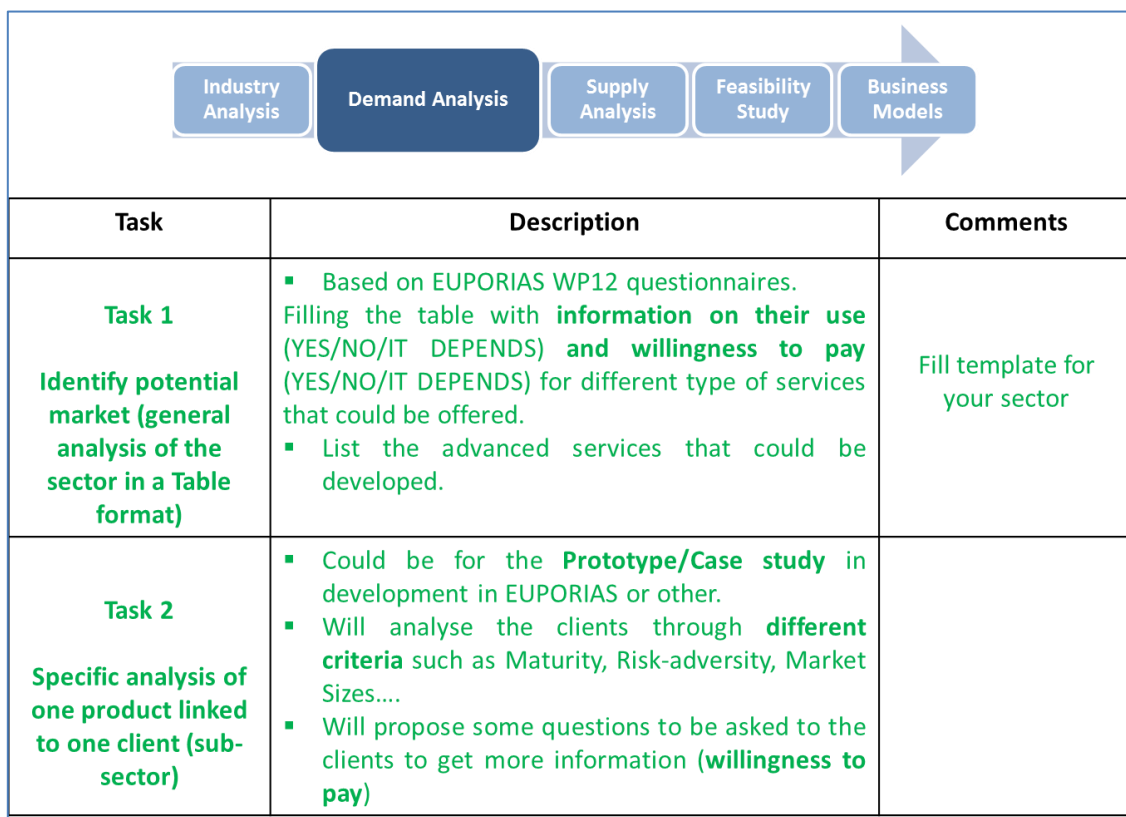 Industry
Analysis
Demand Analysis
Supply
Analysis
Feasibility
Study
Business
Models
Task
Description
Comments
Task 1
Identify potential
market (general
analysis of the
sector in a Table
format)
▪ Based on EUPORIAS WP12 questionnaires.
Filling the table with information on their use
(YES/NO/IT DEPENDS) and willingness to pay
(YES/NO/IT DEPENDS) for different type of services
that could be offered.
▪ List the advanced services that could be
developed.
Fill template for
your sector
Task 2
Specific analysis of
one product linked
to one client (sub-
sector)
▪ Could be for the Prototype/Case study in
development in EUPORIAS or other.
▪ Will analyse the clients through different
criteria such as Maturity, Risk-adversity, Market
Sizes....
▪ Will propose some questions to be asked to the
clients to get more information (willingness to
pay)